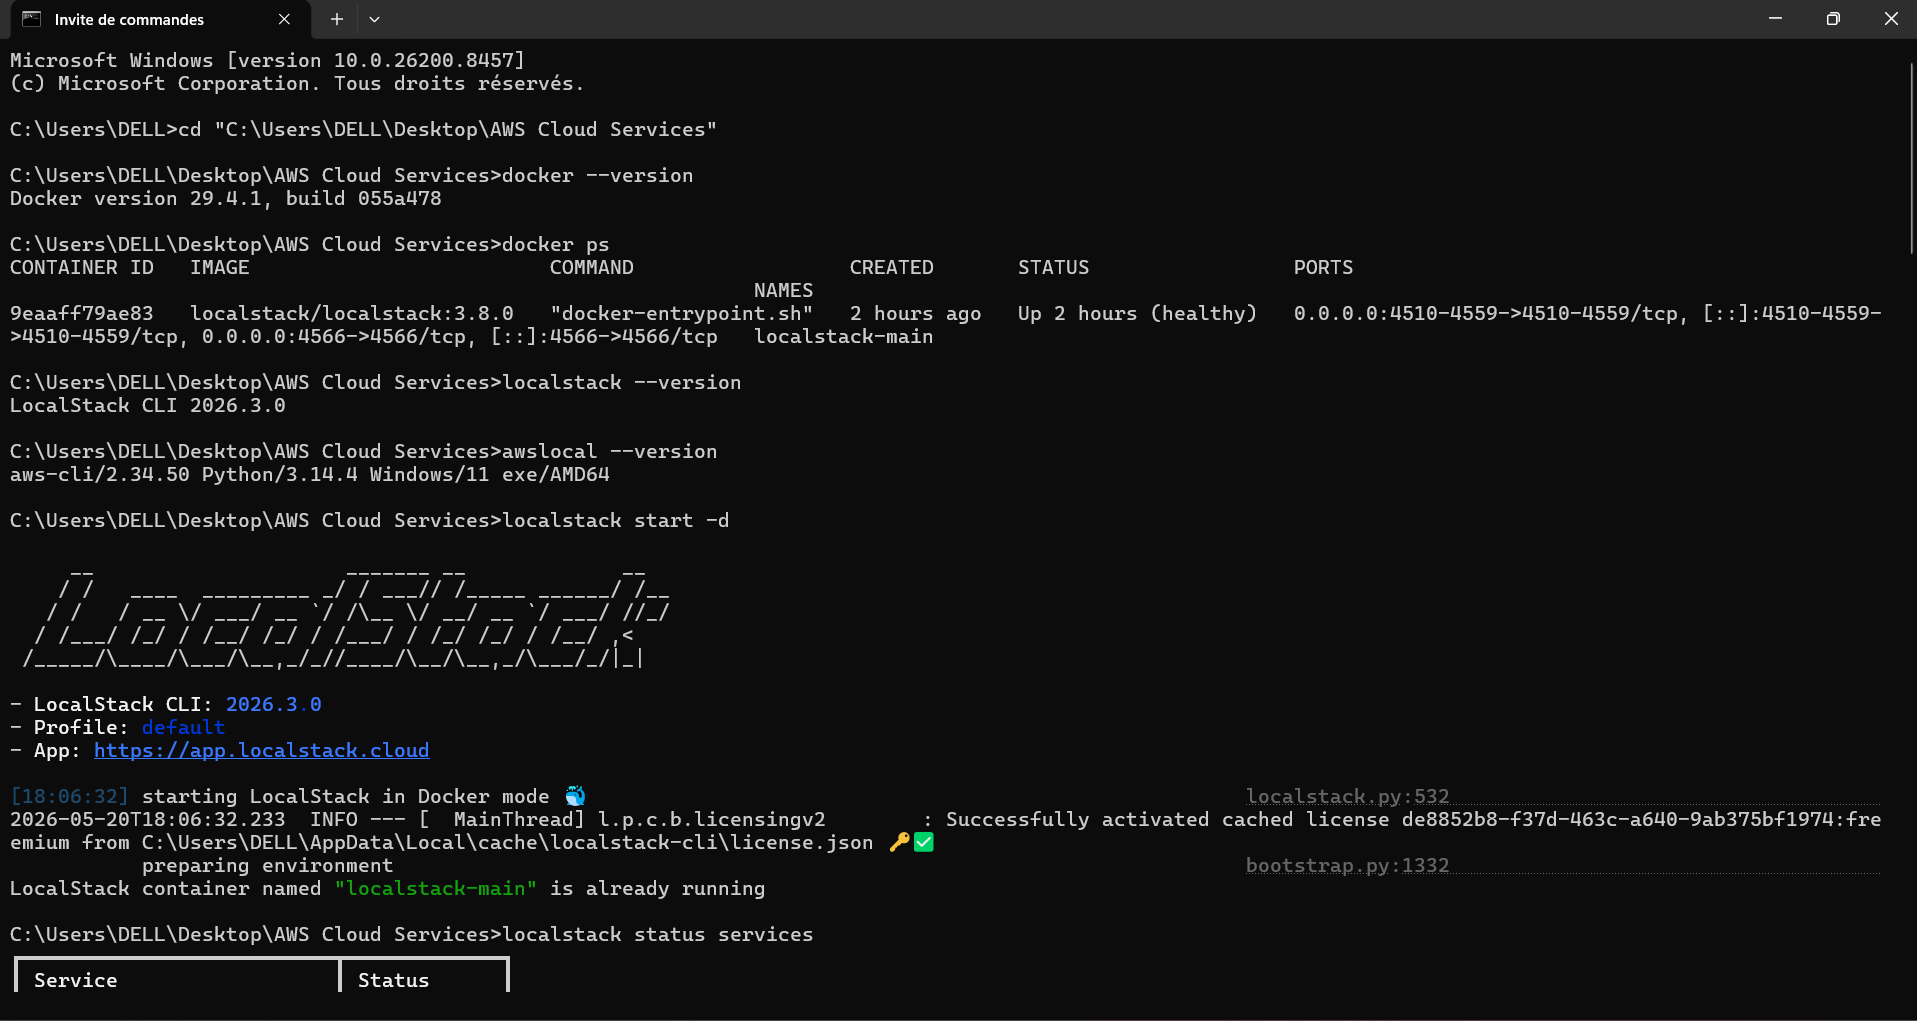 Invite de commandes
Microsoft Windows [version 10.0.26200.8457]
(c) Microsoft Corporation. Tous droits réservés.
C:\Users\DELL>cd "C:\Users\DELL\Desktop\AWS Cloud Services"
C:\Users\DELL\Desktop\AWS Cloud Services>docker --version
Docker version 29.4.1, build 055a478
C:\Users\DELL\Desktop\AWS Cloud Services>docker ps
CONTAINER ID   IMAGE                         COMMAND                  CREATED       STATUS                 PORTS
                                                              NAMES
9eaaff79ae83   localstack/localstack:3.8.0   "docker-entrypoint.sh"   2 hours ago   Up 2 hours (healthy)   0.0.0.0:4510-4559->4510-4559/tcp, [::]:4510-4559-
>4510-4559/tcp, 0.0.0.0:4566->4566/tcp, [::]:4566->4566/tcp   localstack-main
C:\Users\DELL\Desktop\AWS Cloud Services>localstack --version
LocalStack CLI 2026.3.0
C:\Users\DELL\Desktop\AWS Cloud Services>awslocal --version
aws-cli/2.34.50 Python/3.14.4 Windows/11 exe/AMD64
C:\Users\DELL\Desktop\AWS Cloud Services>localstack start -d
LocalStack
- LocalStack CLI: 2026.3.0
- Profile: default
- App: https://app.localstack.cloud
[18:06:32] starting LocalStack in Docker mode 🐳 localstack.py:532
2026-05-20T18:06:32.233  INFO --- [  MainThread] l.p.c.b.licensingv2        : Successfully activated cached license de8852b8-f37d-463c-a640-9ab375bf1974:fre
emium from C:\Users\DELL\AppData\Local\cache\localstack-cli\license.json 🔑✅
preparing environment bootstrap.py:1332
LocalStack container named "localstack-main" is already running
C:\Users\DELL\Desktop\AWS Cloud Services>localstack status services
Service Status